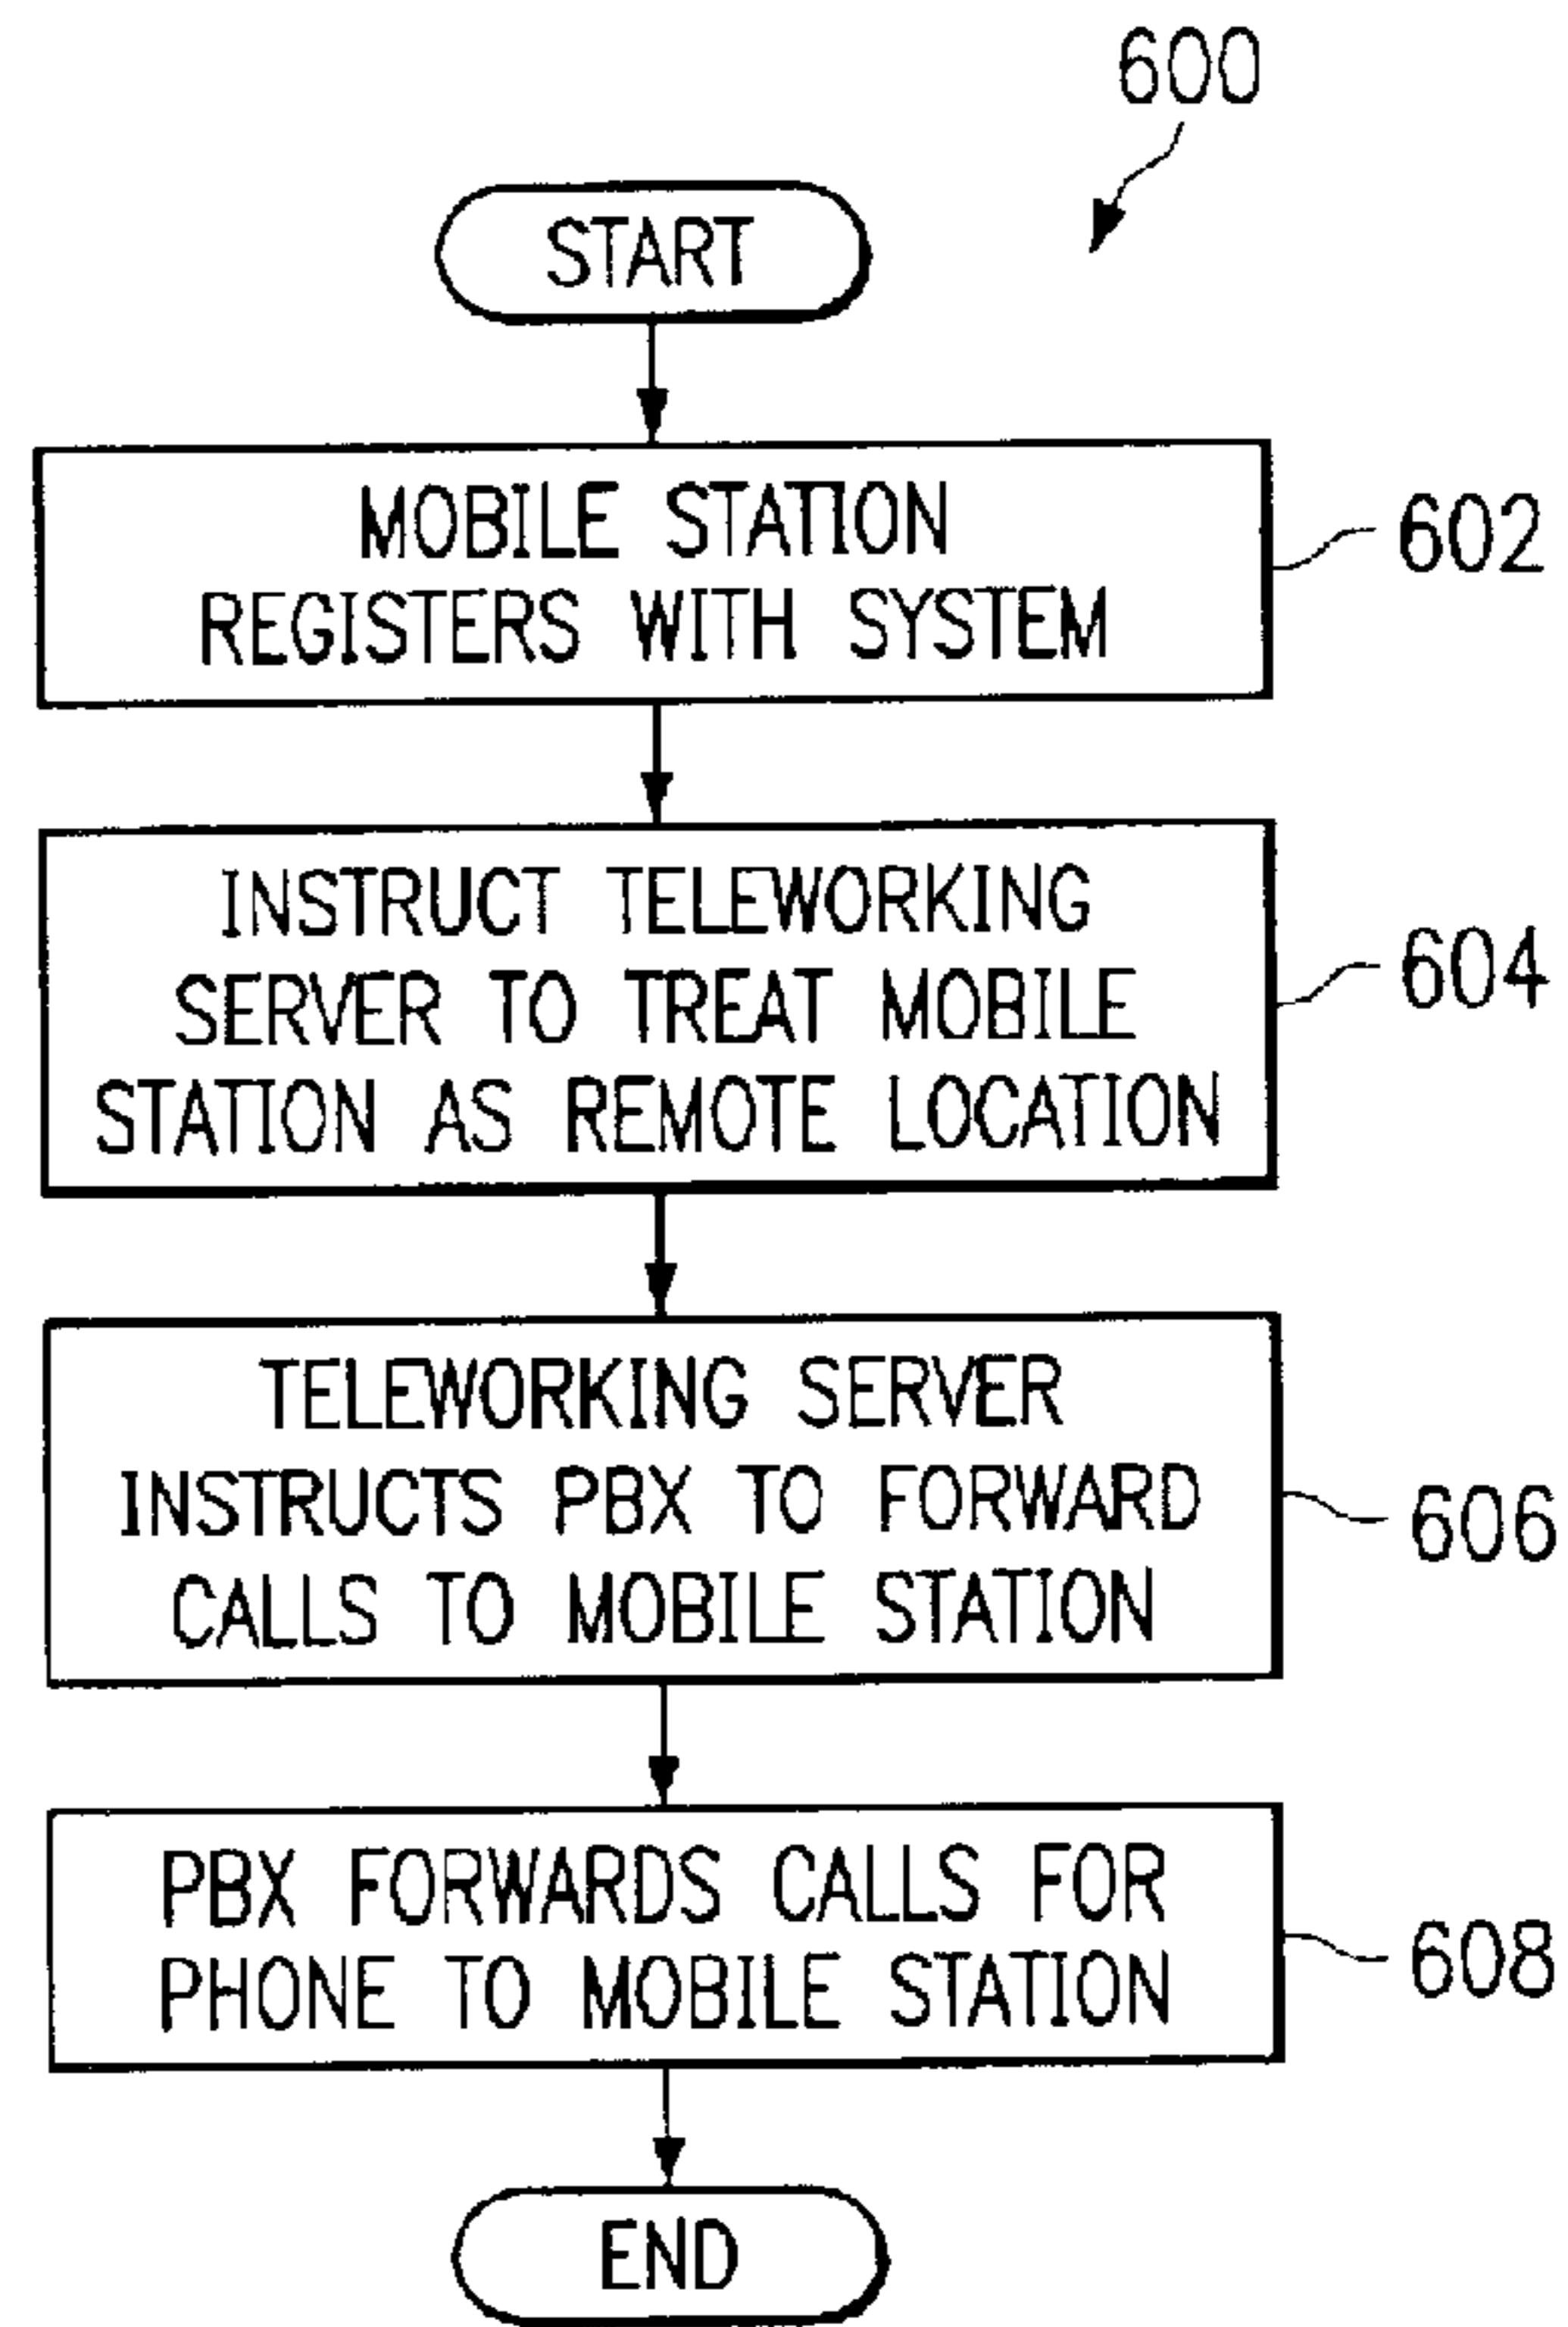 600
START
MOBILE STATION
REGISTERS WITH SYSTEM
602
INSTRUCT TELEWORKING
SERVER TO TREAT MOBILE
STATION AS REMOTE LOCATION
604
TELEWORKING SERVER
INSTRUCTS PBX TO FORWARD
CALLS TO MOBILE STATION
606
PBX FORWARDS CALLS FOR
PHONE TO MOBILE STATION
608
END